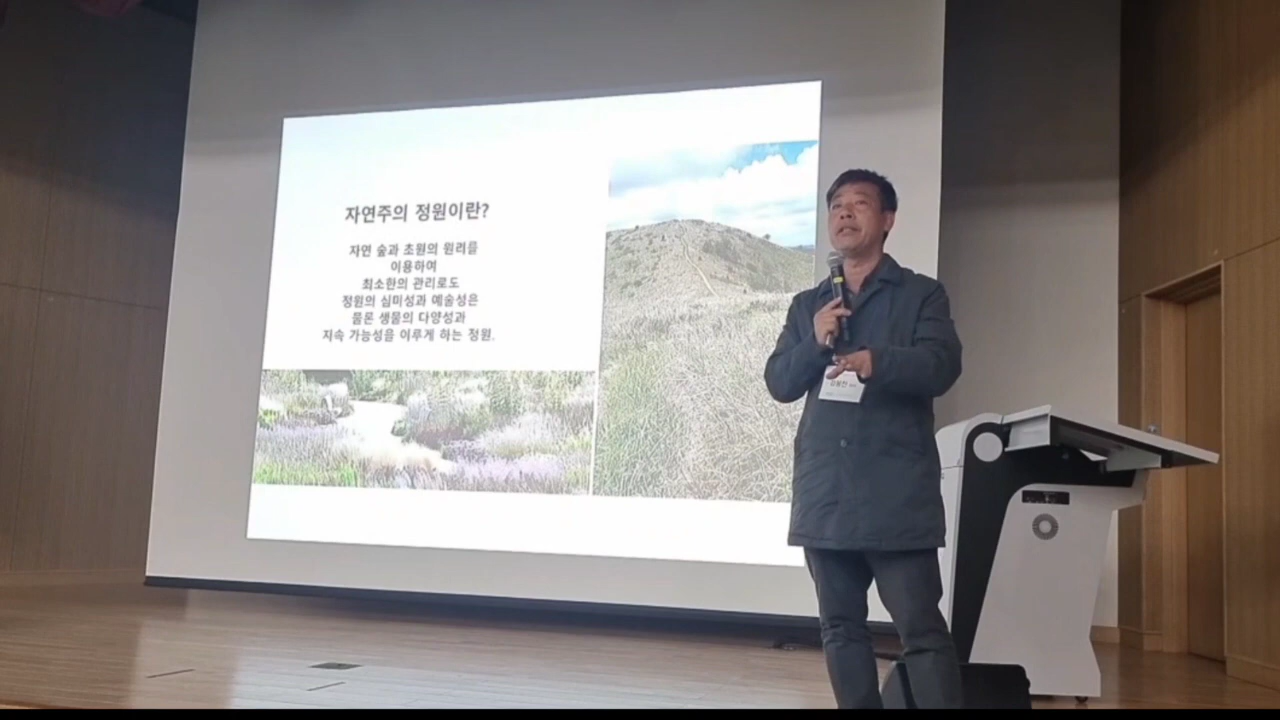 자연주의 정원이란?
자연 숲과 초원의 원리를
이용하여
최소한의 관리로도
정원의 심미성과 예술성은
물론 생물의 다양성과
지속 가능성을 이루게 하는 정원.